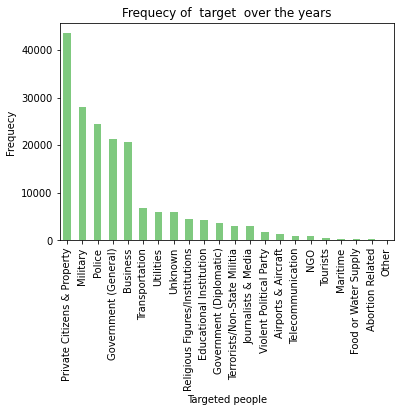 Frequecy of  target  over the years
Frequecy
40000
30000
20000
10000
0
Private Citizens & Property
Military
Police
Government (General)
Business
Transportation
Utilities
Unknown
Religious Figures/Institutions
Educational Institution
Government (Diplomatic)
Terrorists/Non-State Militia
Journalists & Media
Violent Political Party
Airports & Aircraft
Telecommunication
NGO
Tourists
Maritime
Food or Water Supply
Abortion Related
Other
Targeted people